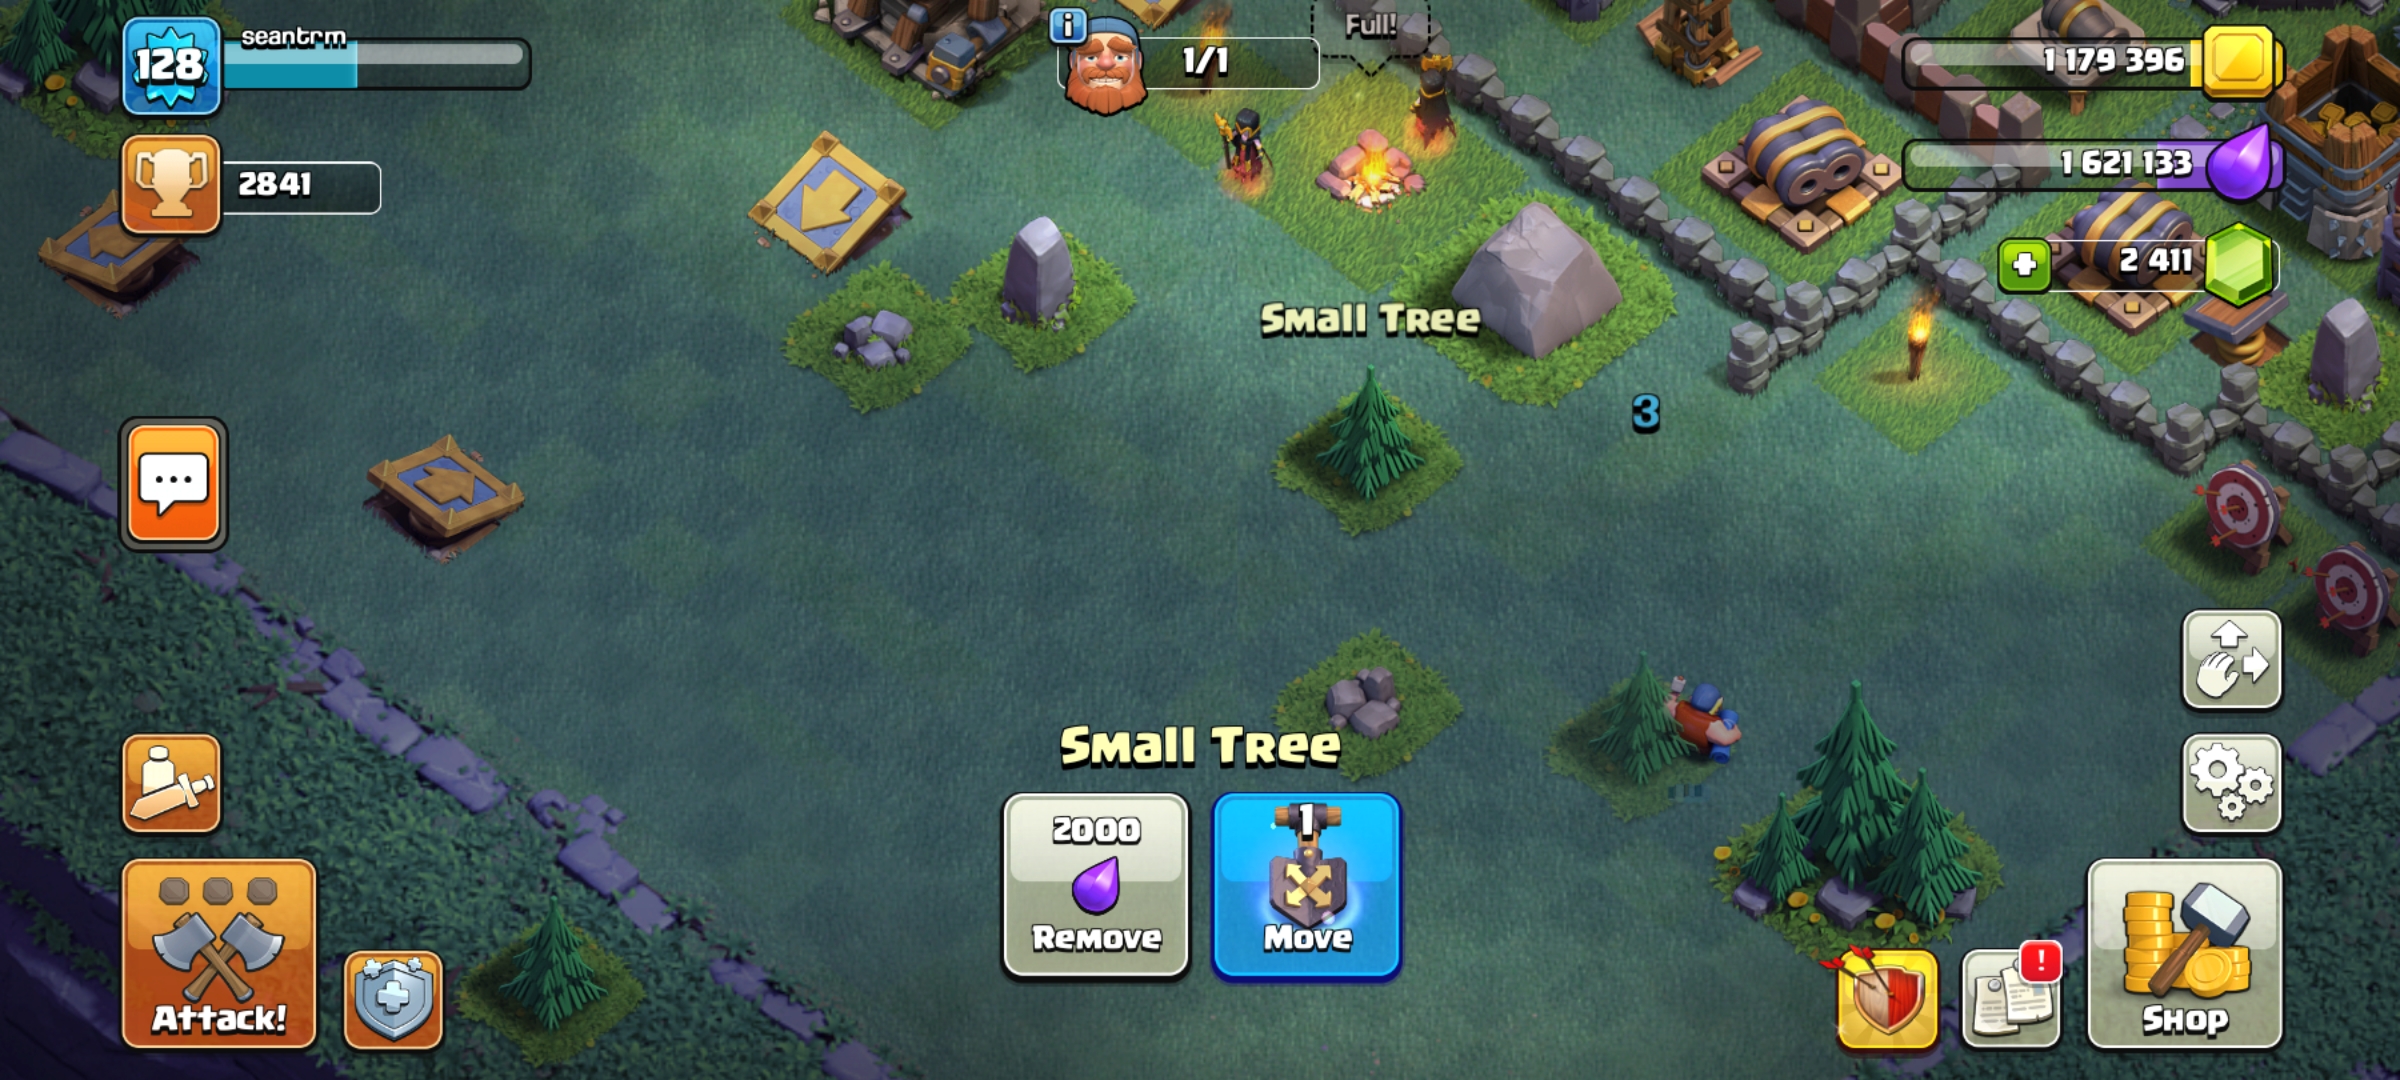 128
seantrm
2841
i
1/1
Full!
1 179 396
1 621 133
2 411
Small Tree
3
Small Tree
2000
Remove
1
Move
Attack!
!
Shop